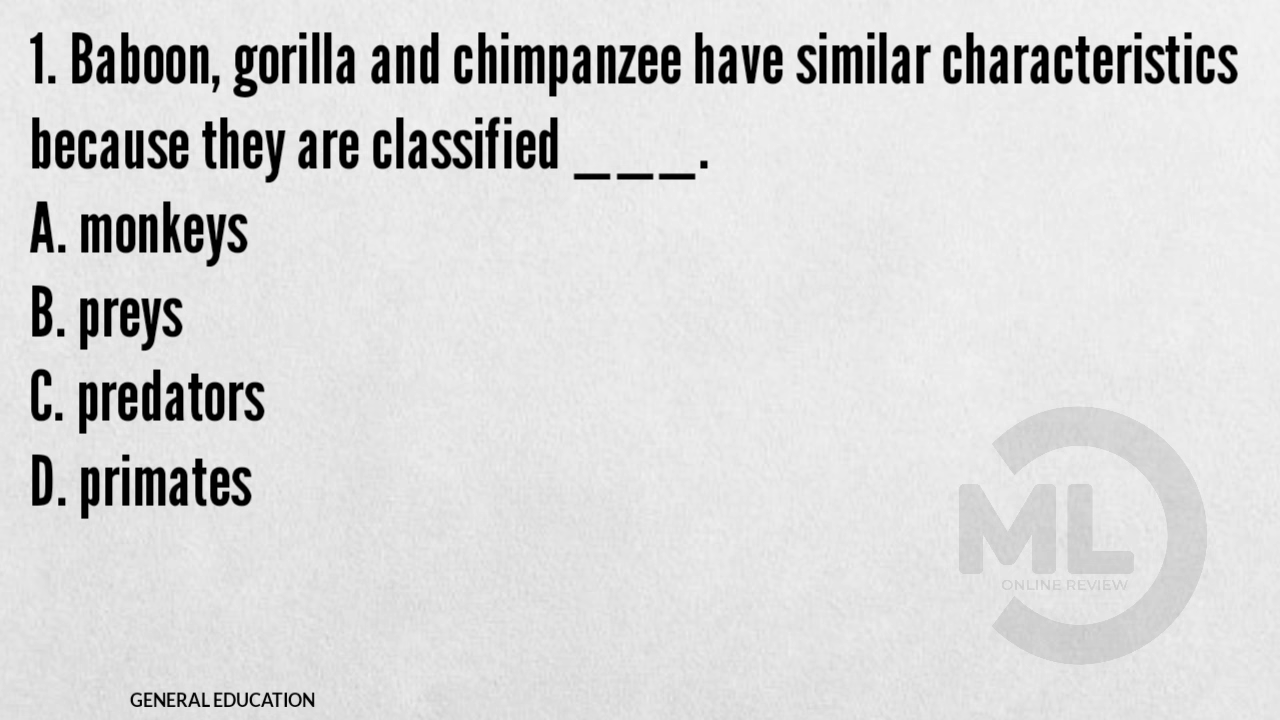 1. Baboon, gorilla and chimpanzee have similar characteristics
because they are classified _ _ _.
A. monkeys
B. preys
C. predators
D. primates
ML
ONLINE REVIEW
GENERAL EDUCATION